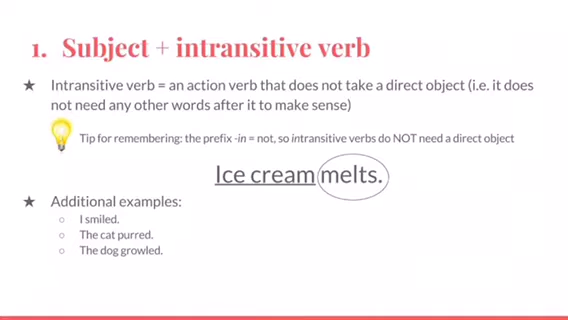 1. Subject + intransitive verb
★ Intransitive verb = an action verb that does not take a direct object (i.e. it does
not need any other words after it to make sense)
Tip for remembering: the prefix -in = not, so intransitive verbs do NOT need a direct object
Ice cream melts.
★ Additional examples:
○ I smiled.
○ The cat purred.
○ The dog growled.